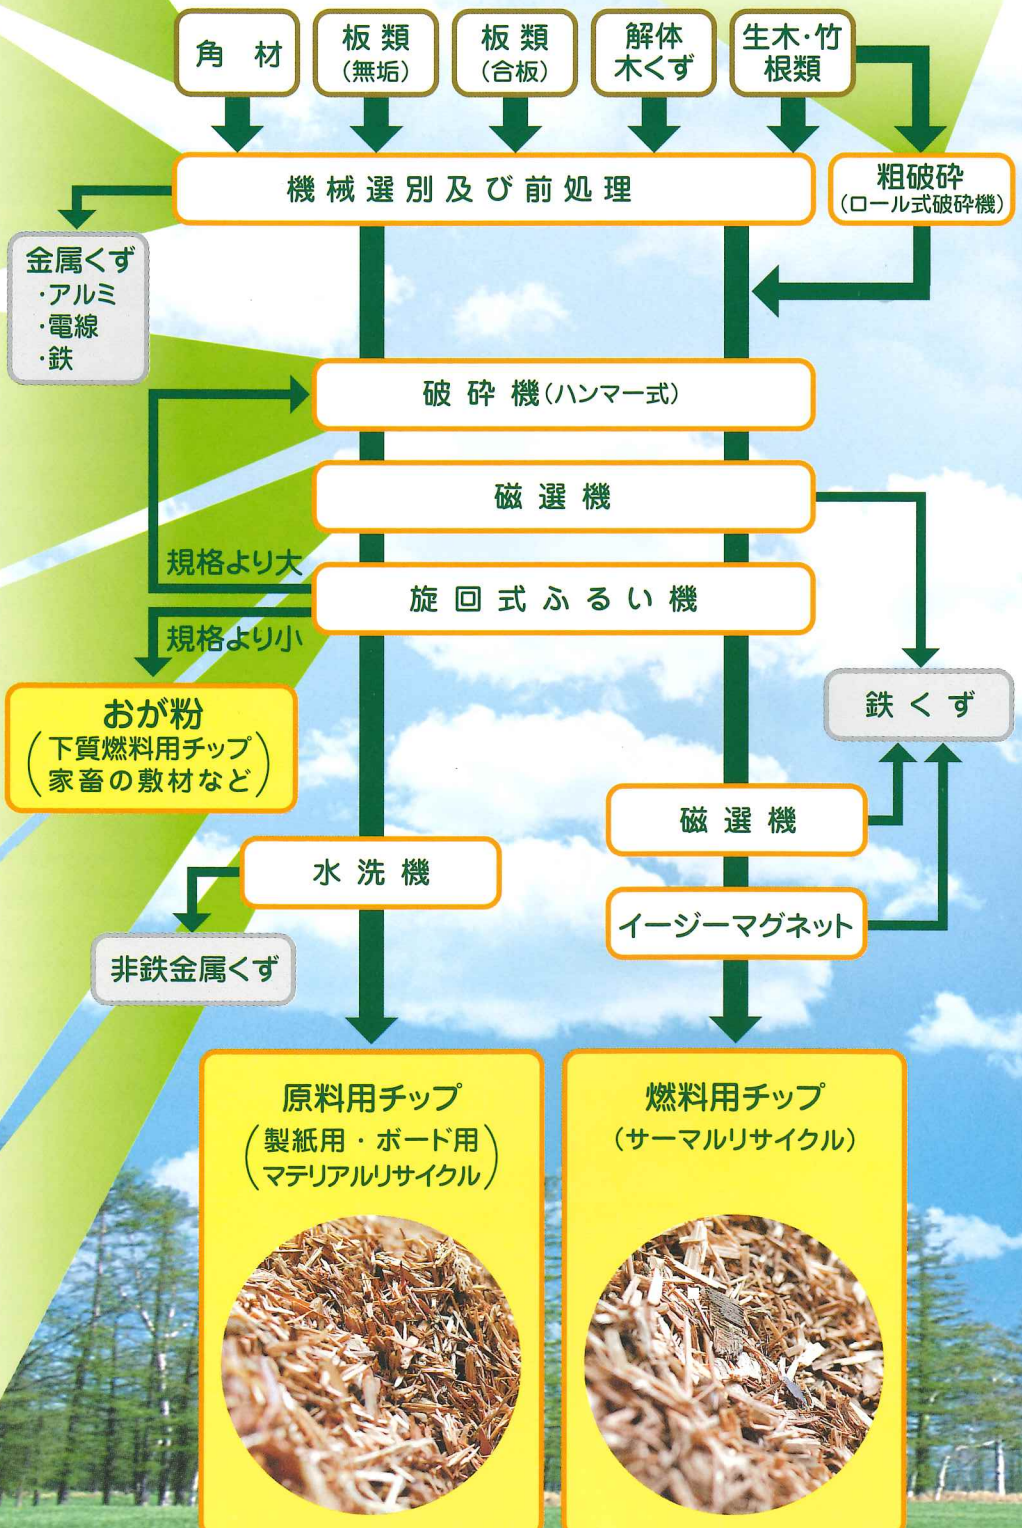 角材
板類
(無垢)
板類
(合板)
解体
木くず
生木・竹
根類
機械選別及び前処理
粗破砕
(ロール式破砕機)
金属くず
・アルミ
・電線
・鉄
破砕機(ハンマー式)
磁選機
規格より大
旋回式ふるい機
規格より小
おが粉
(下質燃料用チップ
家畜の敷材など)
鉄くず
磁選機
水洗機
イージーマグネット
非鉄金属くず
原料用チップ
(製紙用・ボード用
マテリアルリサイクル)
燃料用チップ
(サーマルリサイクル)